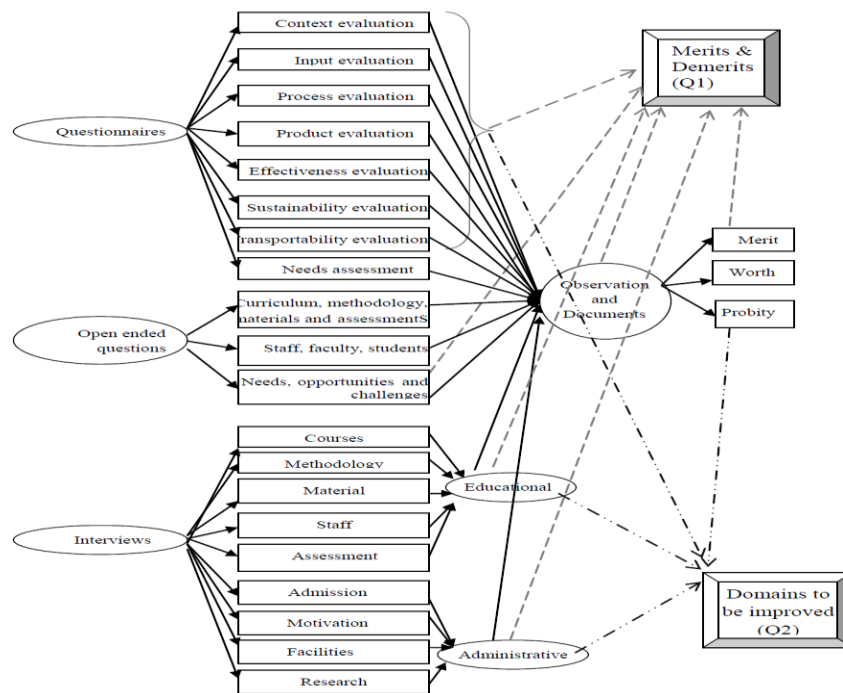 Context evaluation
Input evaluation
Process evaluation
Product evaluation
Effectiveness evaluation
Sustainability evaluation
ransportability evaluation
Needs assessment
Questionnaires
Curriculum, methodology,
materials and assessmentS
Staff, faculty, students
Needs, opportunities and
challenges
Open ended
questions
Courses
Methodology
Material
Staff
Assessment
Admission
Motivation
Facilities
Research
Interviews
Educational
Administrative
Observation
and
Documents
Merit
Worth
Probity
Merits &
Demerits
(Q1)
Domains to
be improved
(Q2)